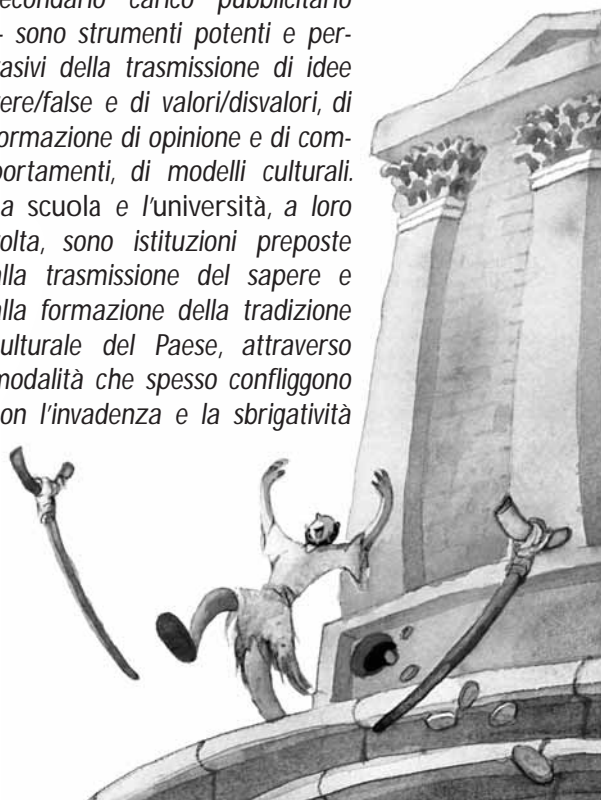 secondario carico pubblicitario
- sono strumenti potenti e per-
vasivi della trasmissione di idee
vere/false e di valori/disvalori, di
formazione di opinione e di com-
portamenti, di modelli culturali.
La scuola e l'università, a loro
volta, sono istituzioni preposte
alla trasmissione del sapere e
alla formazione della tradizione
culturale del Paese, attraverso
modalità che spesso confliggono
con l'invadenza e la sbrigatività